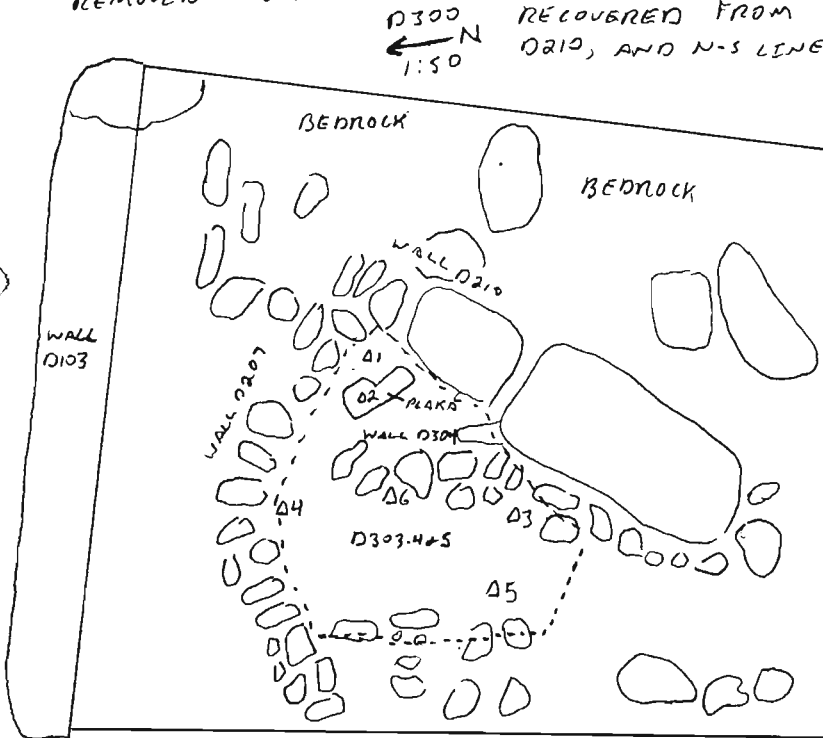 REMOVED
D300 RECOVERED FROM
N D210, AND N-S LINE
1:50
BEDROCK
BEDROCK
WALL D210
WALL
D103
WALL D207
Δ1
Δ2 PLAKA
WALL D304
Δ6
Δ4
Δ3
D303.4+5
Δ5